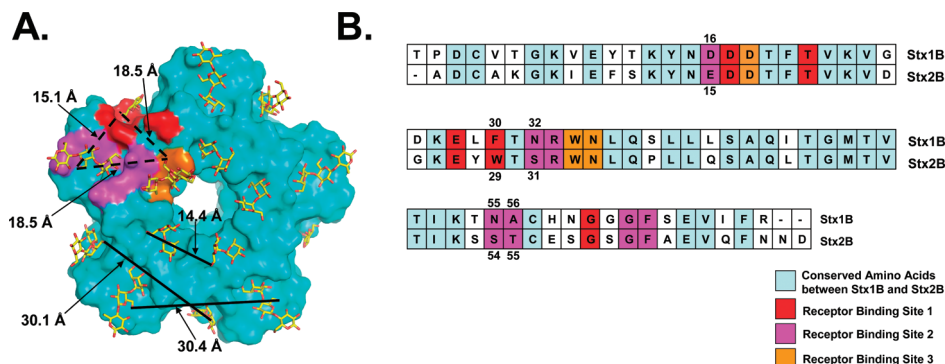 A.
18.5 Å
15.1 Å
18.5 Å
14.4 Å
30.1 Å
30.4 Å
B.
16
T P D C V T G K V E Y T K Y N D D D T F T V K V G Stx1B
- A D C A K G K I E F S K Y N E D D T F T V K V D Stx2B
15
30 32
D K E L F T N R W N L Q S L L L S A Q I T G M T V Stx1B
G K E Y W T S R W N L Q P L L Q S A Q L T G M T V Stx2B
29 31
55 56
T I K T N A C H N G G G F S E V I F R - - Stx1B
T I K S S T C E S G S G F A E V Q F N N D Stx2B
54 55
Conserved Amino Acids
between Stx1B and Stx2B
Receptor Binding Site 1
Receptor Binding Site 2
Receptor Binding Site 3